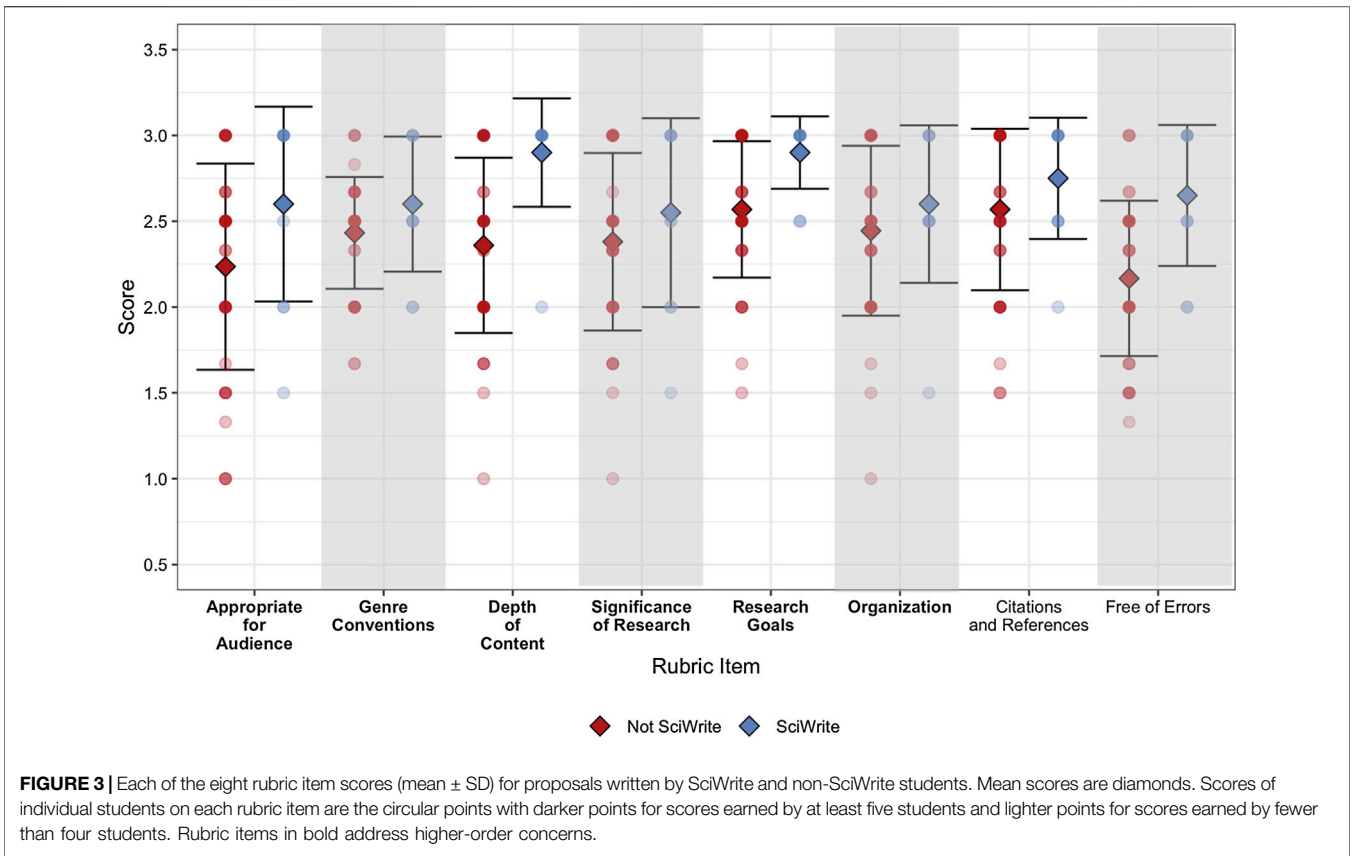 3.5
3.0
2.5
2.0
1.5
1.0
0.5
Score
Appropriate for Audience
Genre Conventions
Depth of Content
Significance of Research
Research Goals
Organization
Citations and References
Free of Errors
Rubric Item
Not SciWrite SciWrite
FIGURE 3 | Each of the eight rubric item scores (mean ± SD) for proposals written by SciWrite and non-SciWrite students. Mean scores are diamonds. Scores of
individual students on each rubric item are the circular points with darker points for scores earned by at least five students and lighter points for scores earned by fewer
than four students. Rubric items in bold address higher-order concerns.